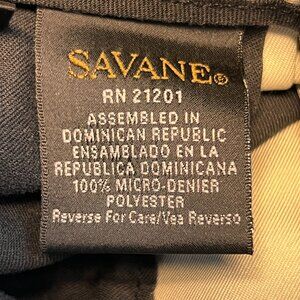 SAVANE®
RN 21201
ASSEMBLED IN
DOMINICAN REPUBLIC
ENSAMBLADO EN LA
REPUBLICA DOMINICANA
100% MICRO-DENIER
POLYESTER
Reverse For Care/Vea Reverso